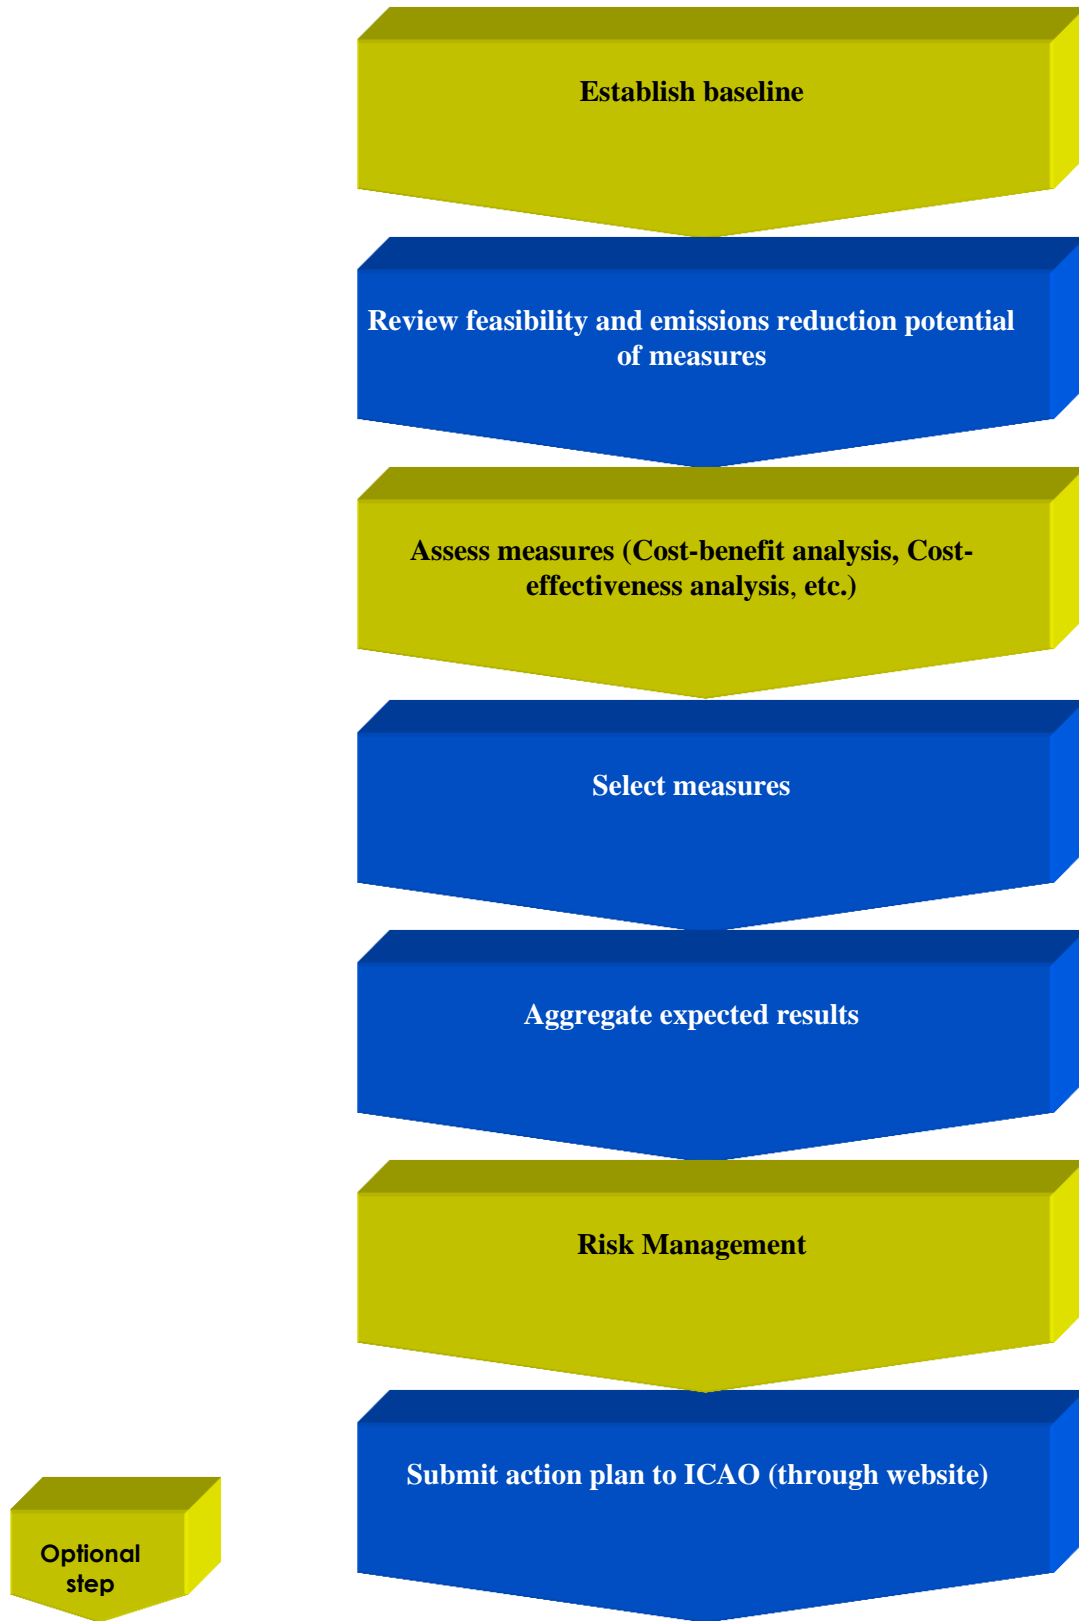 Establish baseline
Review feasibility and emissions reduction potential
of measures
Assess measures (Cost-benefit analysis, Cost-
effectiveness analysis, etc.)
Select measures
Aggregate expected results
Risk Management
Submit action plan to ICAO (through website)
Optional
step